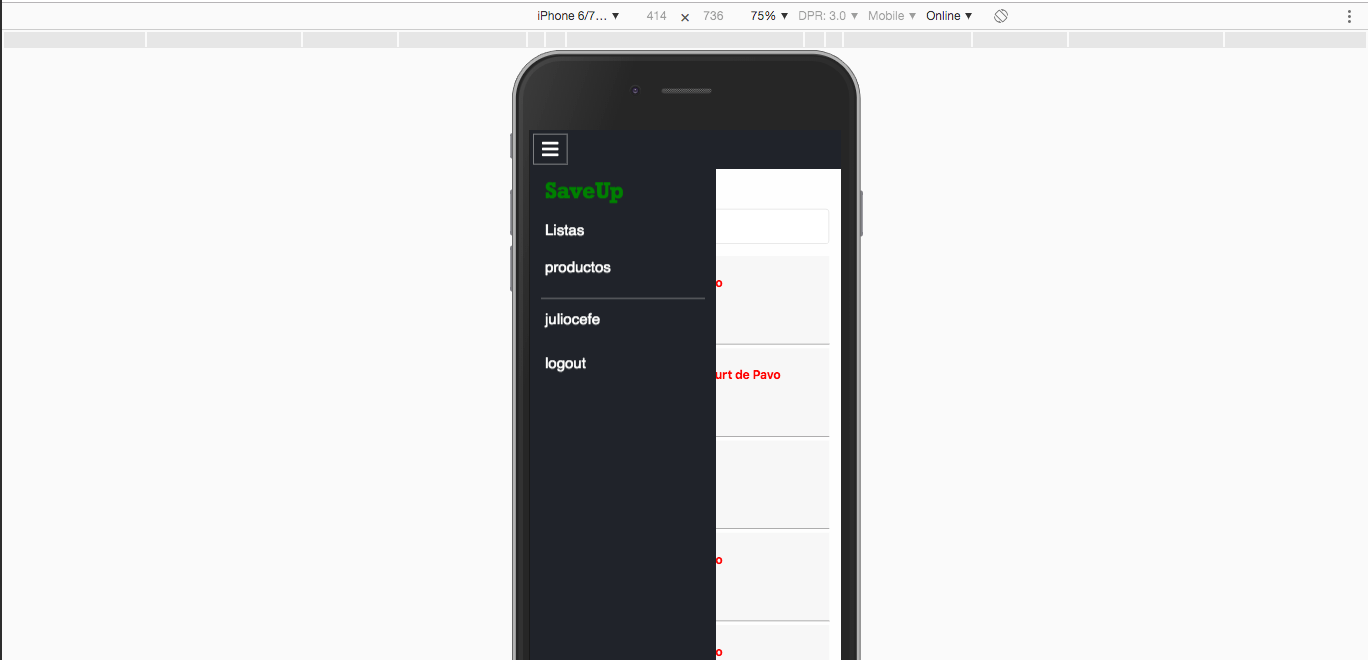 iPhone 6/7… ▼ 414 × 736 75% ▼ DPR: 3.0 ▼ Mobile ▼ Online ▼
SaveUp
Listas
productos
juliocefe
logout
o
urt de Pavo
o
o